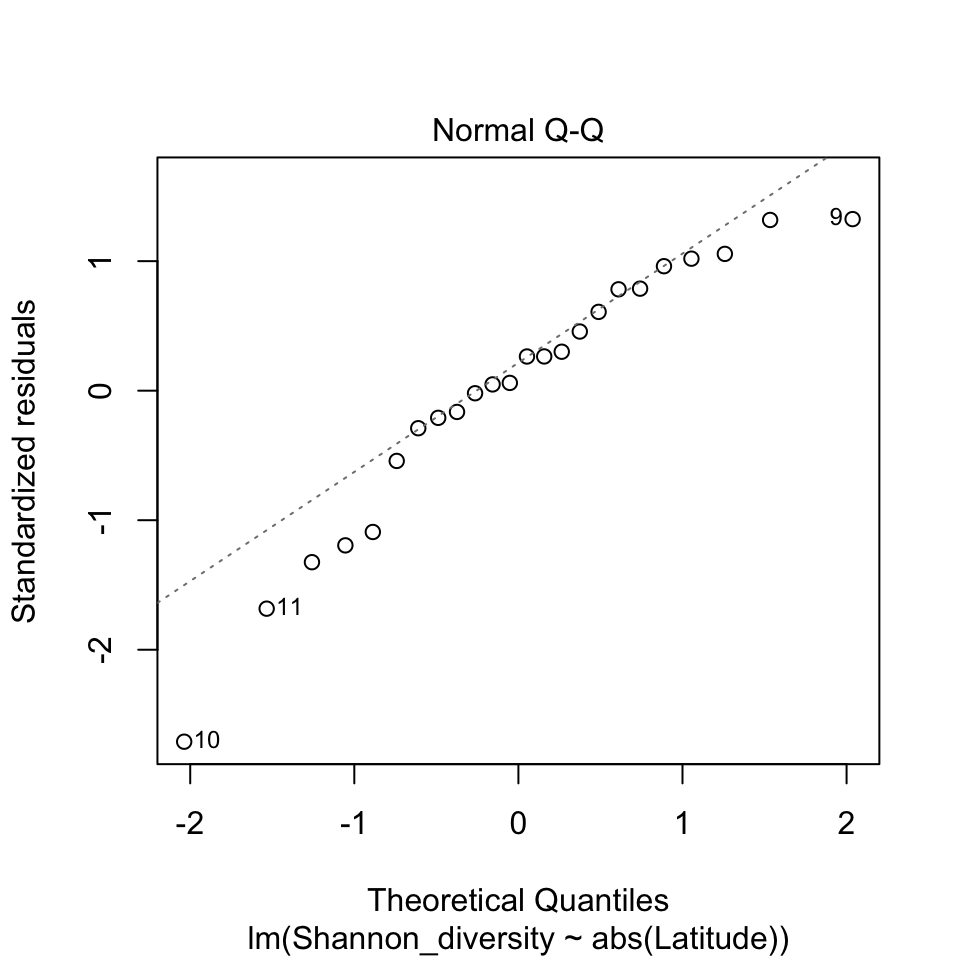 Normal Q-Q
Standardized residuals
1
0
-1
-2
9
11
10
-2 -1 0 1 2
Theoretical Quantiles
lm(Shannon_diversity ~ abs(Latitude))